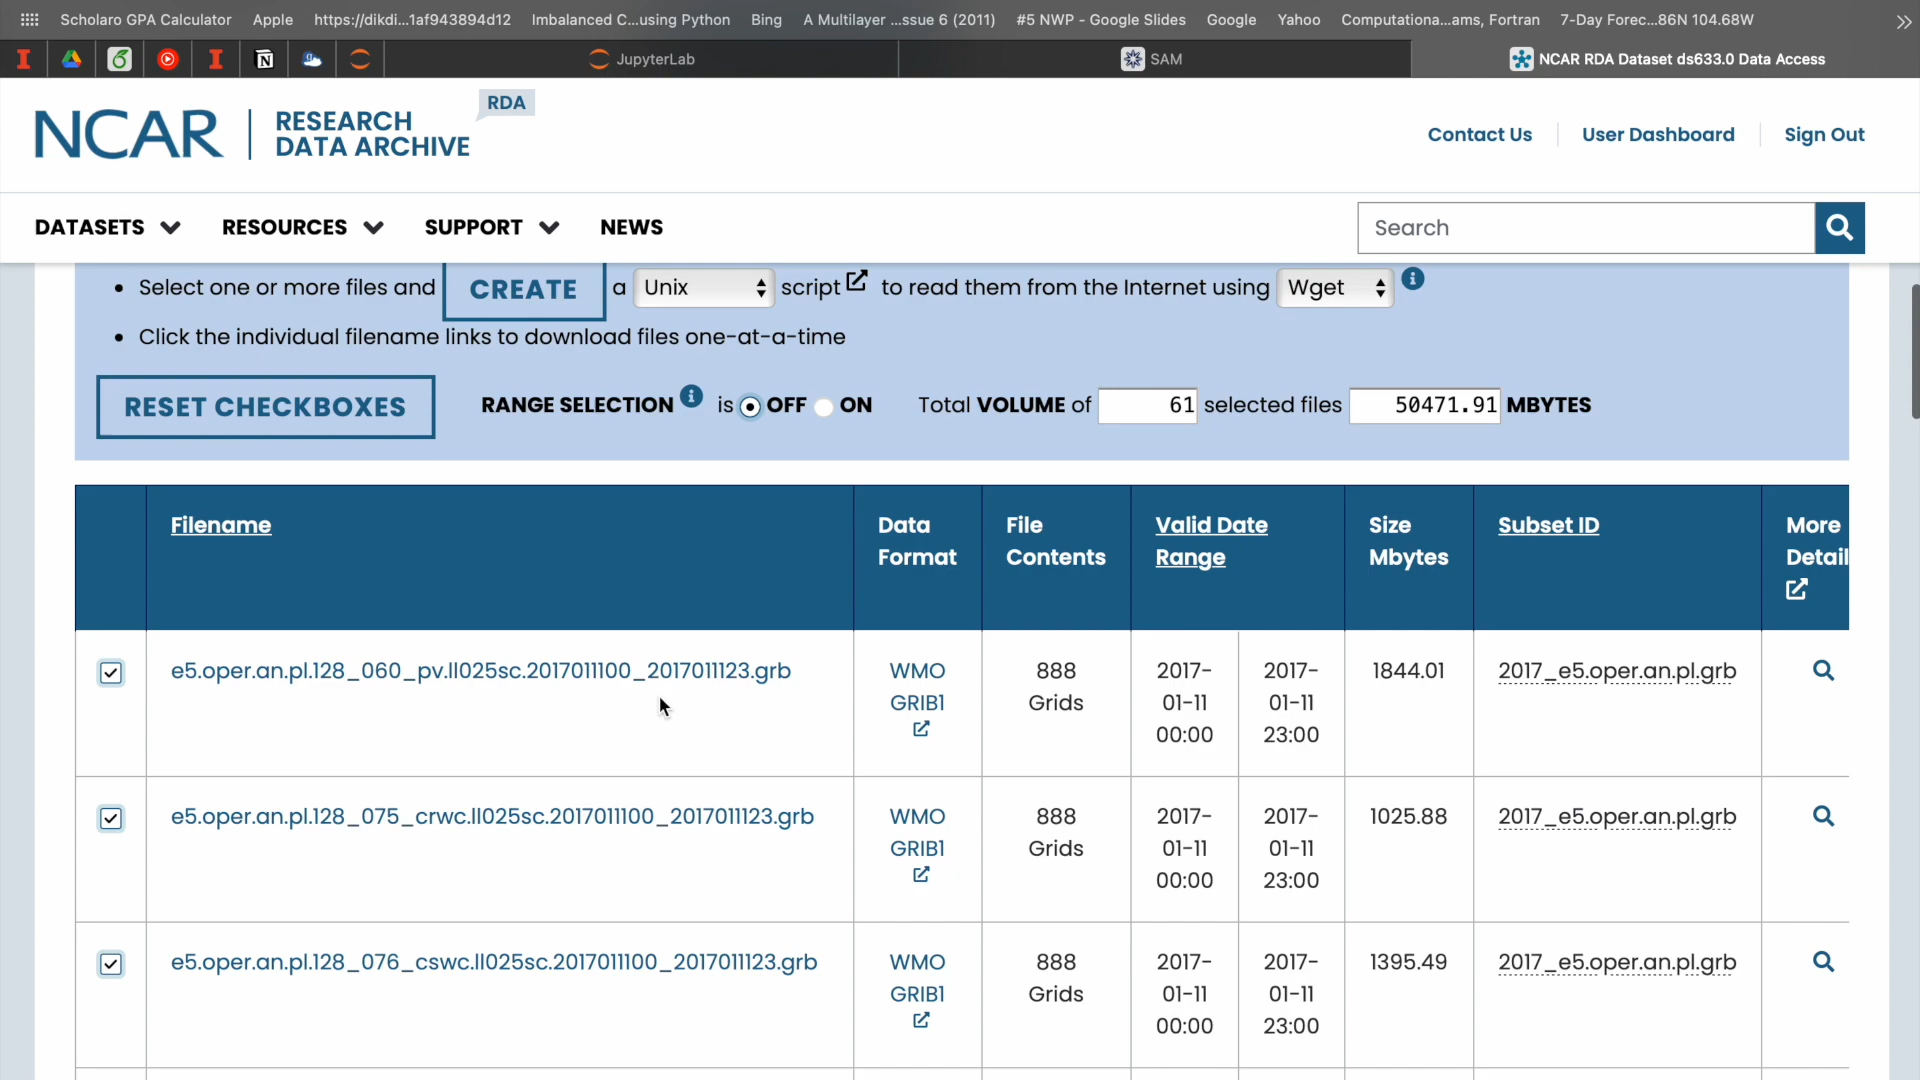 Scholaro GPA Calculator Apple https://dikdi...1af943894d12 Imbalanced C...using Python Bing A Multilayer ...ssue 6 (2011) #5 NWP - Google Slides Google Yahoo Computationa...ams, Fortran 7-Day Forec...86N 104.68W
JupyterLab SAM NCAR RDA Dataset ds633.0 Data Access
RDA
NCAR RESEARCH
DATA ARCHIVE
Contact Us User Dashboard Sign Out
DATASETS RESOURCES SUPPORT NEWS Search
• Select one or more files and CREATE a Unix script to read them from the Internet using Wget
• Click the individual filename links to download files one-at-a-time
RESET CHECKBOXES RANGE SELECTION is OFF ON Total VOLUME of 61 selected files 50471.91 MBYTES
Filename Data Format File Contents Valid Date Range Size Mbytes Subset ID More Detail
e5.oper.an.pl.128_060_pv.ll025sc.2017011100_2017011123.grb WMO 888 2017- 2017- 1844.01 2017_e5.oper.an.pl.grb
GRIB1 Grids 01-11 01-11
00:00 23:00
e5.oper.an.pl.128_075_crwc.ll025sc.2017011100_2017011123.grb WMO 888 2017- 2017- 1025.88 2017_e5.oper.an.pl.grb
GRIB1 Grids 01-11 01-11
00:00 23:00
e5.oper.an.pl.128_076_cswc.ll025sc.2017011100_2017011123.grb WMO 888 2017- 2017- 1395.49 2017_e5.oper.an.pl.grb
GRIB1 Grids 01-11 01-11
00:00 23:00